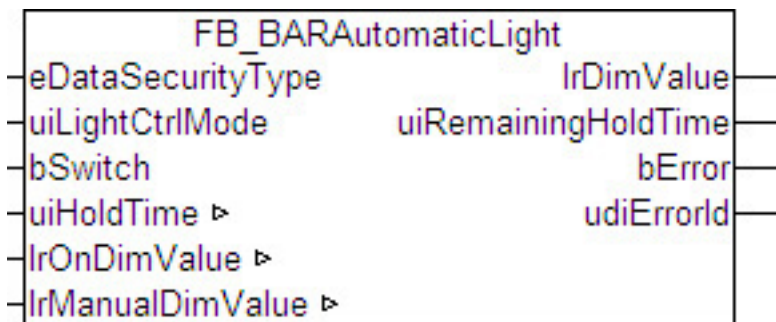 FB_BARAutomaticLight
eDataSecurityType lrDimValue
uiLightCtrlMode uiRemainingHoldTime
bSwitch bError
uiHoldTime udiErrorId
lrOnDimValue
lrManualDimValue